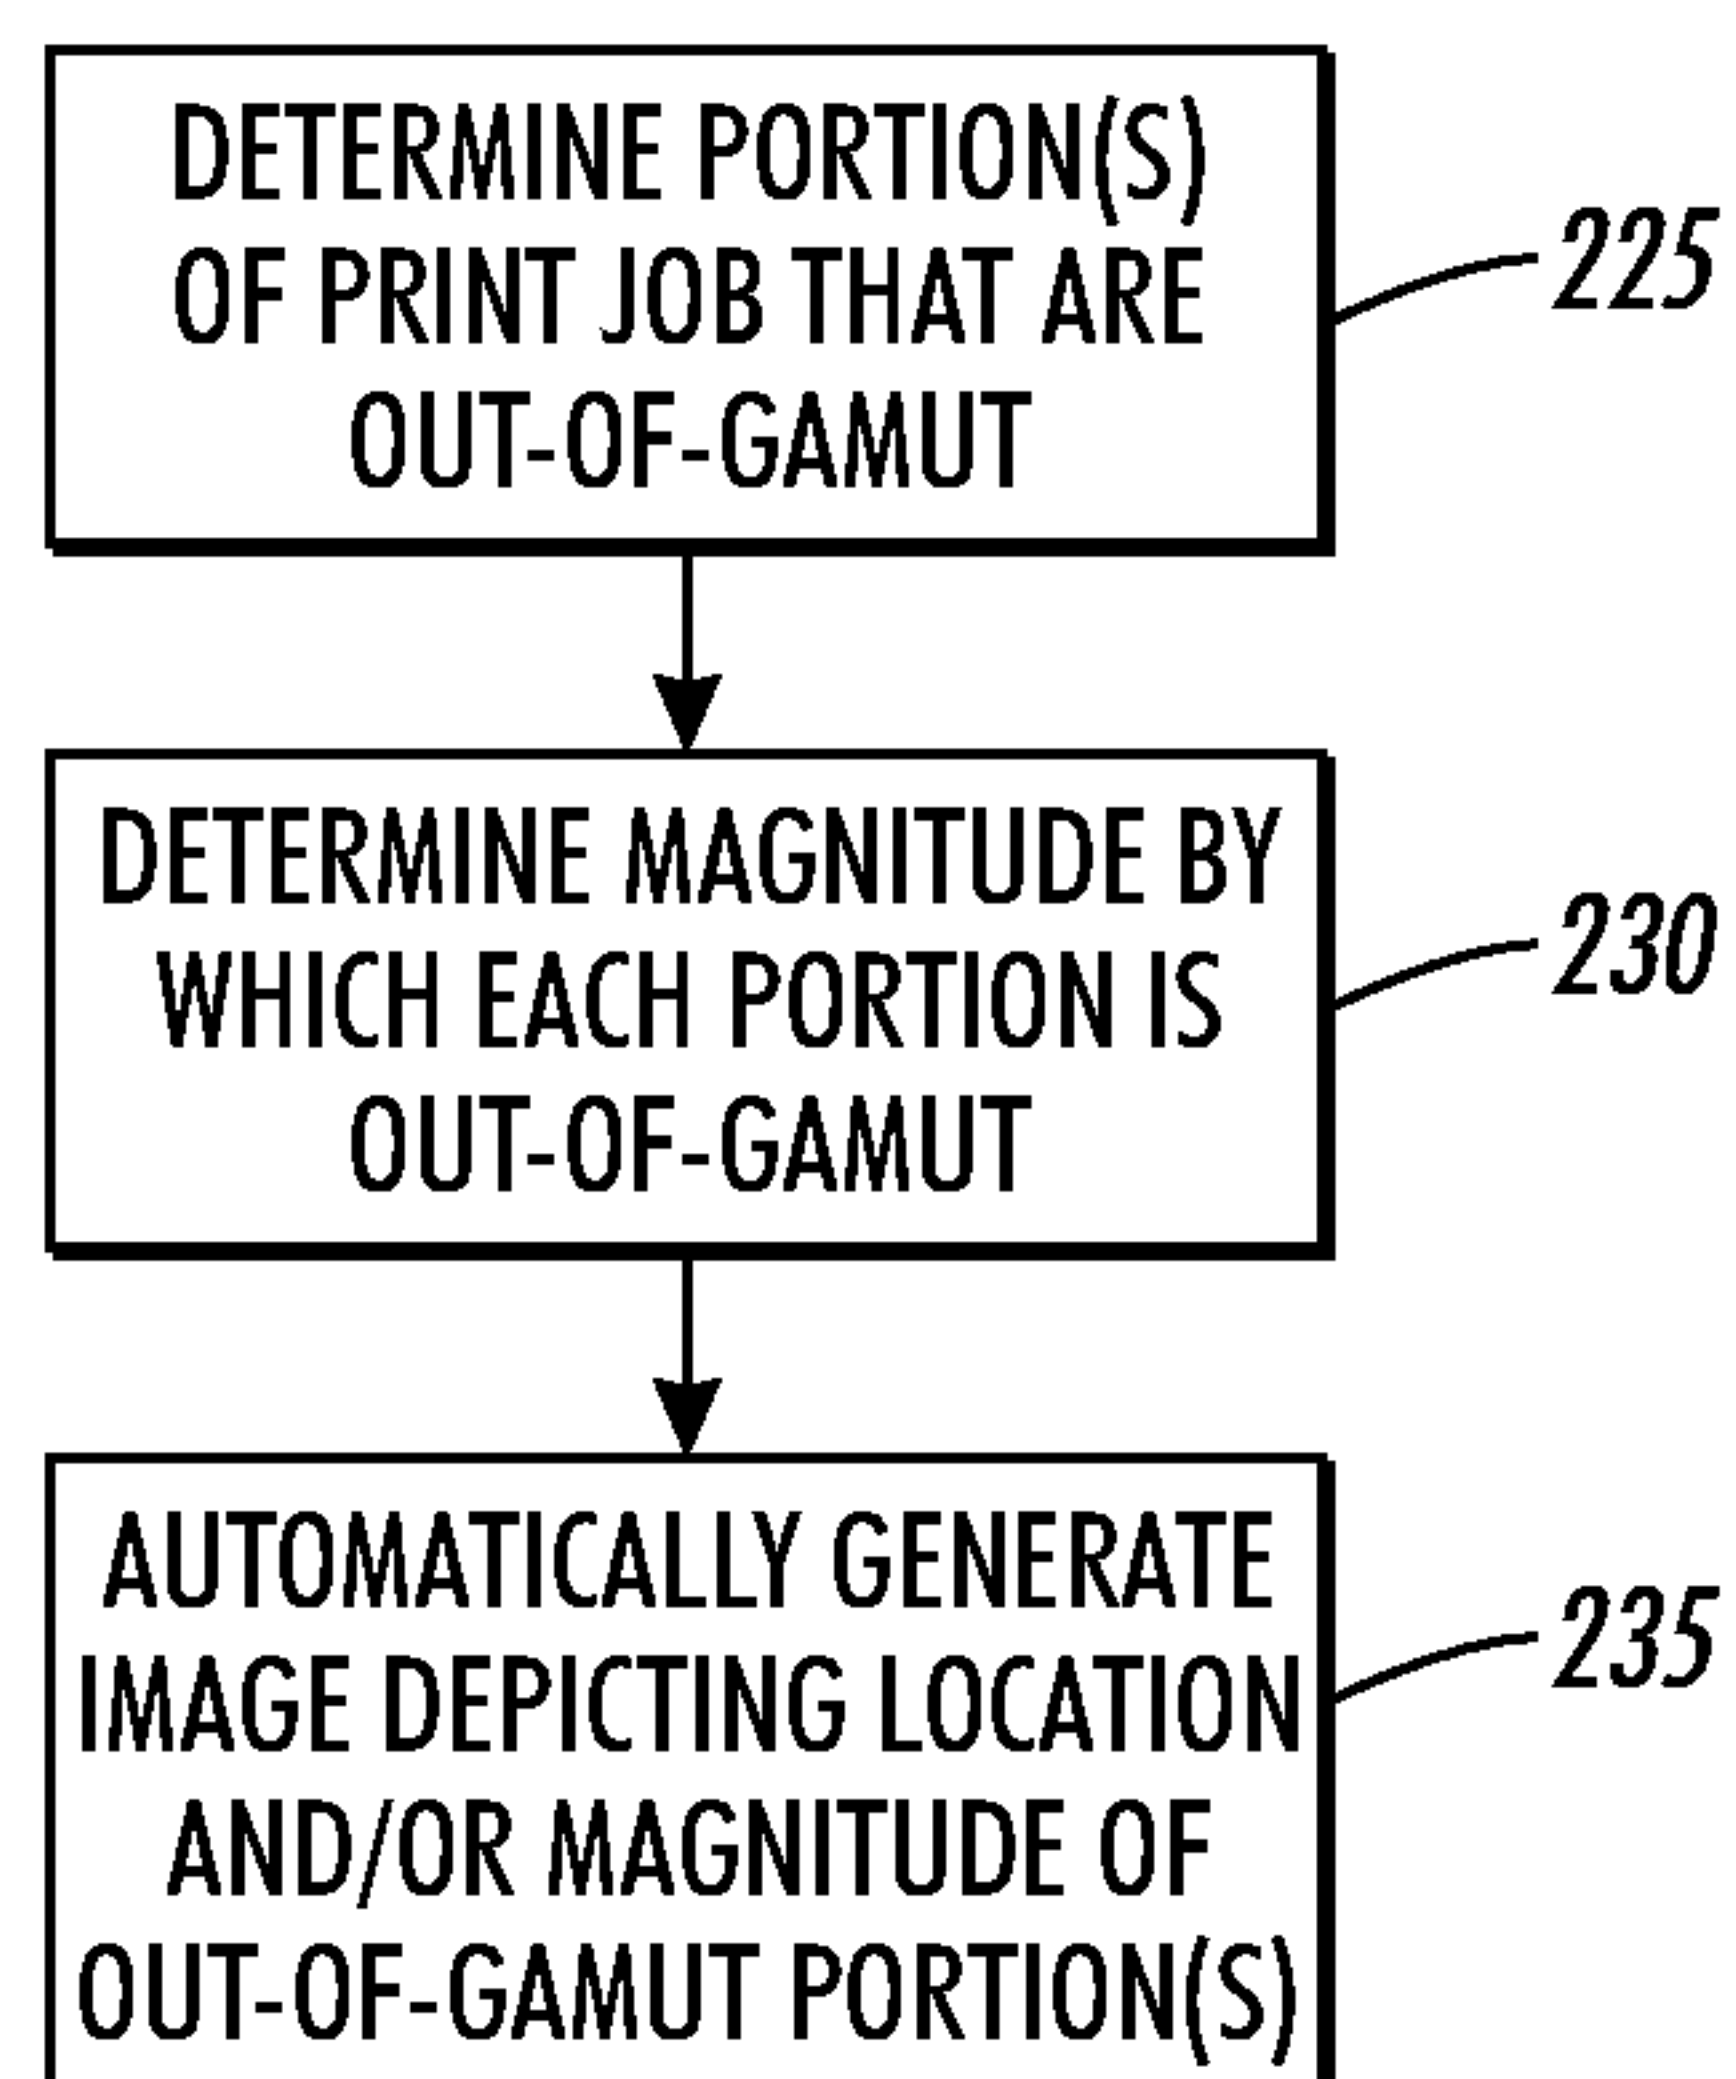 DETERMINE PORTION(S)
OF PRINT JOB THAT ARE
OUT-OF-GAMUT
225
DETERMINE MAGNITUDE BY
WHICH EACH PORTION IS
OUT-OF-GAMUT
230
AUTOMATICALLY GENERATE
IMAGE DEPICTING LOCATION
AND/OR MAGNITUDE OF
OUT-OF-GAMUT PORTION(S)
235